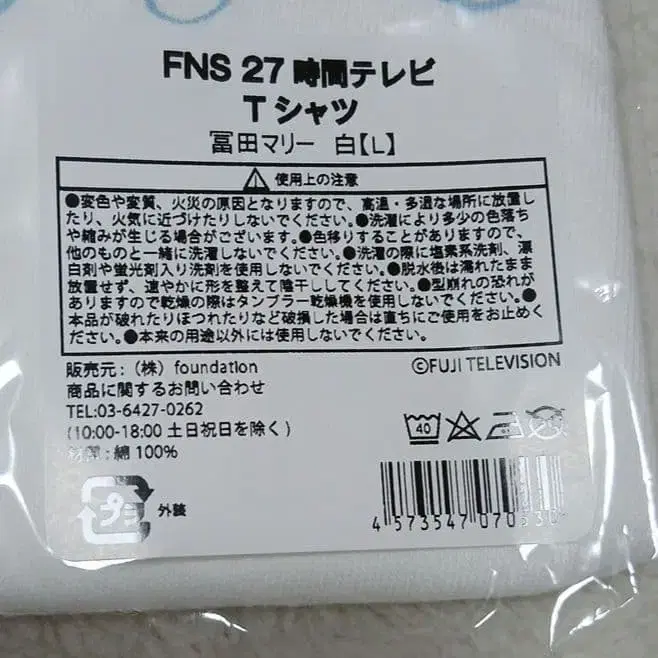 FNS 27 時間テレビ
Tシャツ
冨田マリー 白【L】
使用上の注意
●変色や変質、火災の原因となりますので、高温・多湿な場所に放置し
たり、火気に近づけたりしないでください。●洗濯により多少の色落ち
や縮みが生じる場合がございます。●色移りすることがありますので、
他のものと一緒に洗濯しないでください。●洗濯の際に塩素系洗剤、漂
白剤や蛍光剤入り洗剤を使用しないでください。●脱水後は濡れたまま
放置せず、速やかに形を整えて陰干ししてください。●型崩れの恐れが
ありますので乾燥の際はタンブラー乾燥機を使用しないでください。●
本品が破れたりほつれたりなど破損した場合は直ちにご使用をお止めく
ださい。●本来の用途以外には使用しないでください。
販売元:(株) foundation
©FUJI TELEVISION
商品に関するお問い合わせ
TEL:03-6427-0262
(10:00-18:00 土日祝日を除く)
材質:綿 100%
40
プラ 外装
4 573547 070530